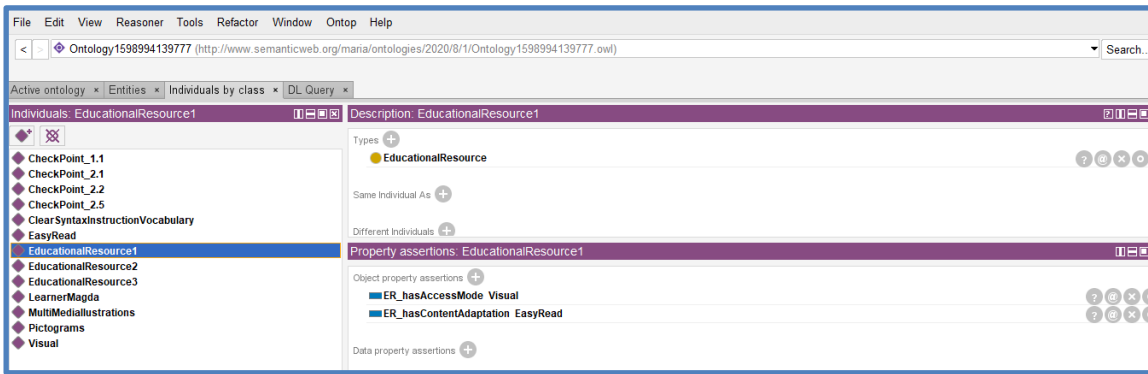 File Edit View Reasoner Tools Refactor Window Ontop Help
< > Ontology1598994139777 (http://www.semanticweb.org/maria/ontologies/2020/8/1/Ontology1598994139777.owl) Search...
Active ontology × Entities × Individuals by class × DL Query ×
Individuals: EducationalResource1
CheckPoint_1.1
CheckPoint_2.1
CheckPoint_2.2
CheckPoint_2.5
ClearSyntaxInstructionVocabulary
EasyRead
EducationalResource1
EducationalResource2
EducationalResource3
LearnerMagda
MultiMediaIlustrations
Pictograms
Visual
Description: EducationalResource1
Types
EducationalResource
Same Individual As
Different Individuals
Property assertions: EducationalResource1
Object property assertions
ER_hasAccessMode Visual
ER_hasContentAdaptation EasyRead
Data property assertions